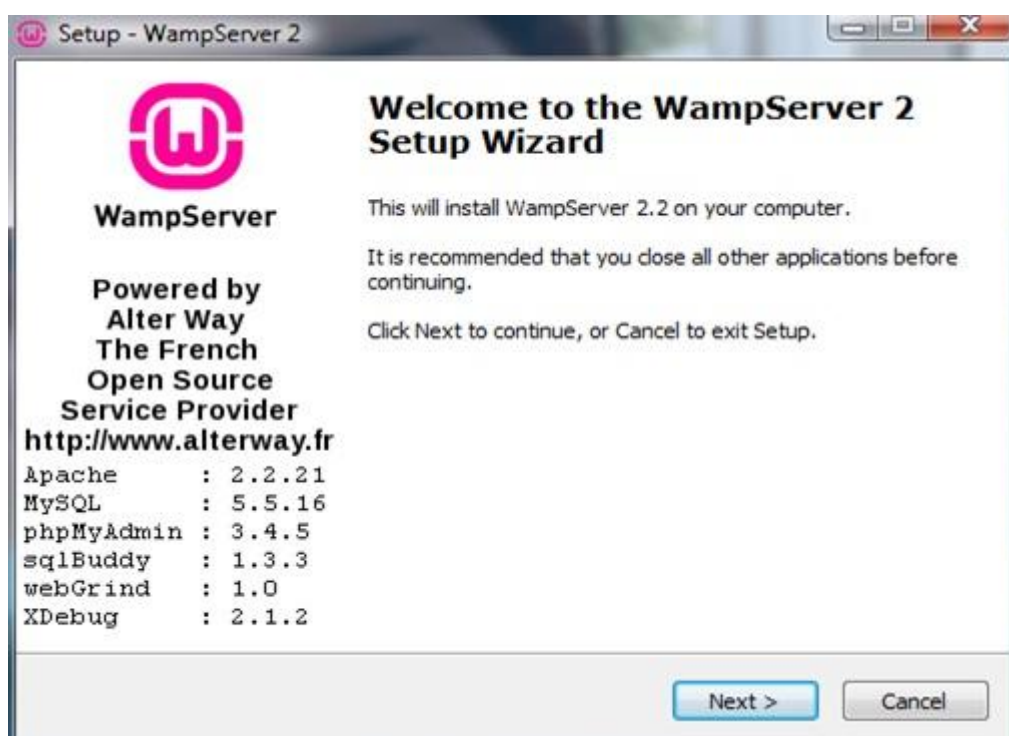 Setup - WampServer 2
WampServer
Powered by
Alter Way
The French
Open Source
Service Provider
http://www.alterway.fr
Apache : 2.2.21
MySQL : 5.5.16
phpMyAdmin : 3.4.5
sqlBuddy : 1.3.3
webGrind : 1.0
XDebug : 2.1.2
Welcome to the WampServer 2
Setup Wizard
This will install WampServer 2.2 on your computer.
It is recommended that you close all other applications before
continuing.
Click Next to continue, or Cancel to exit Setup.
Next >
Cancel